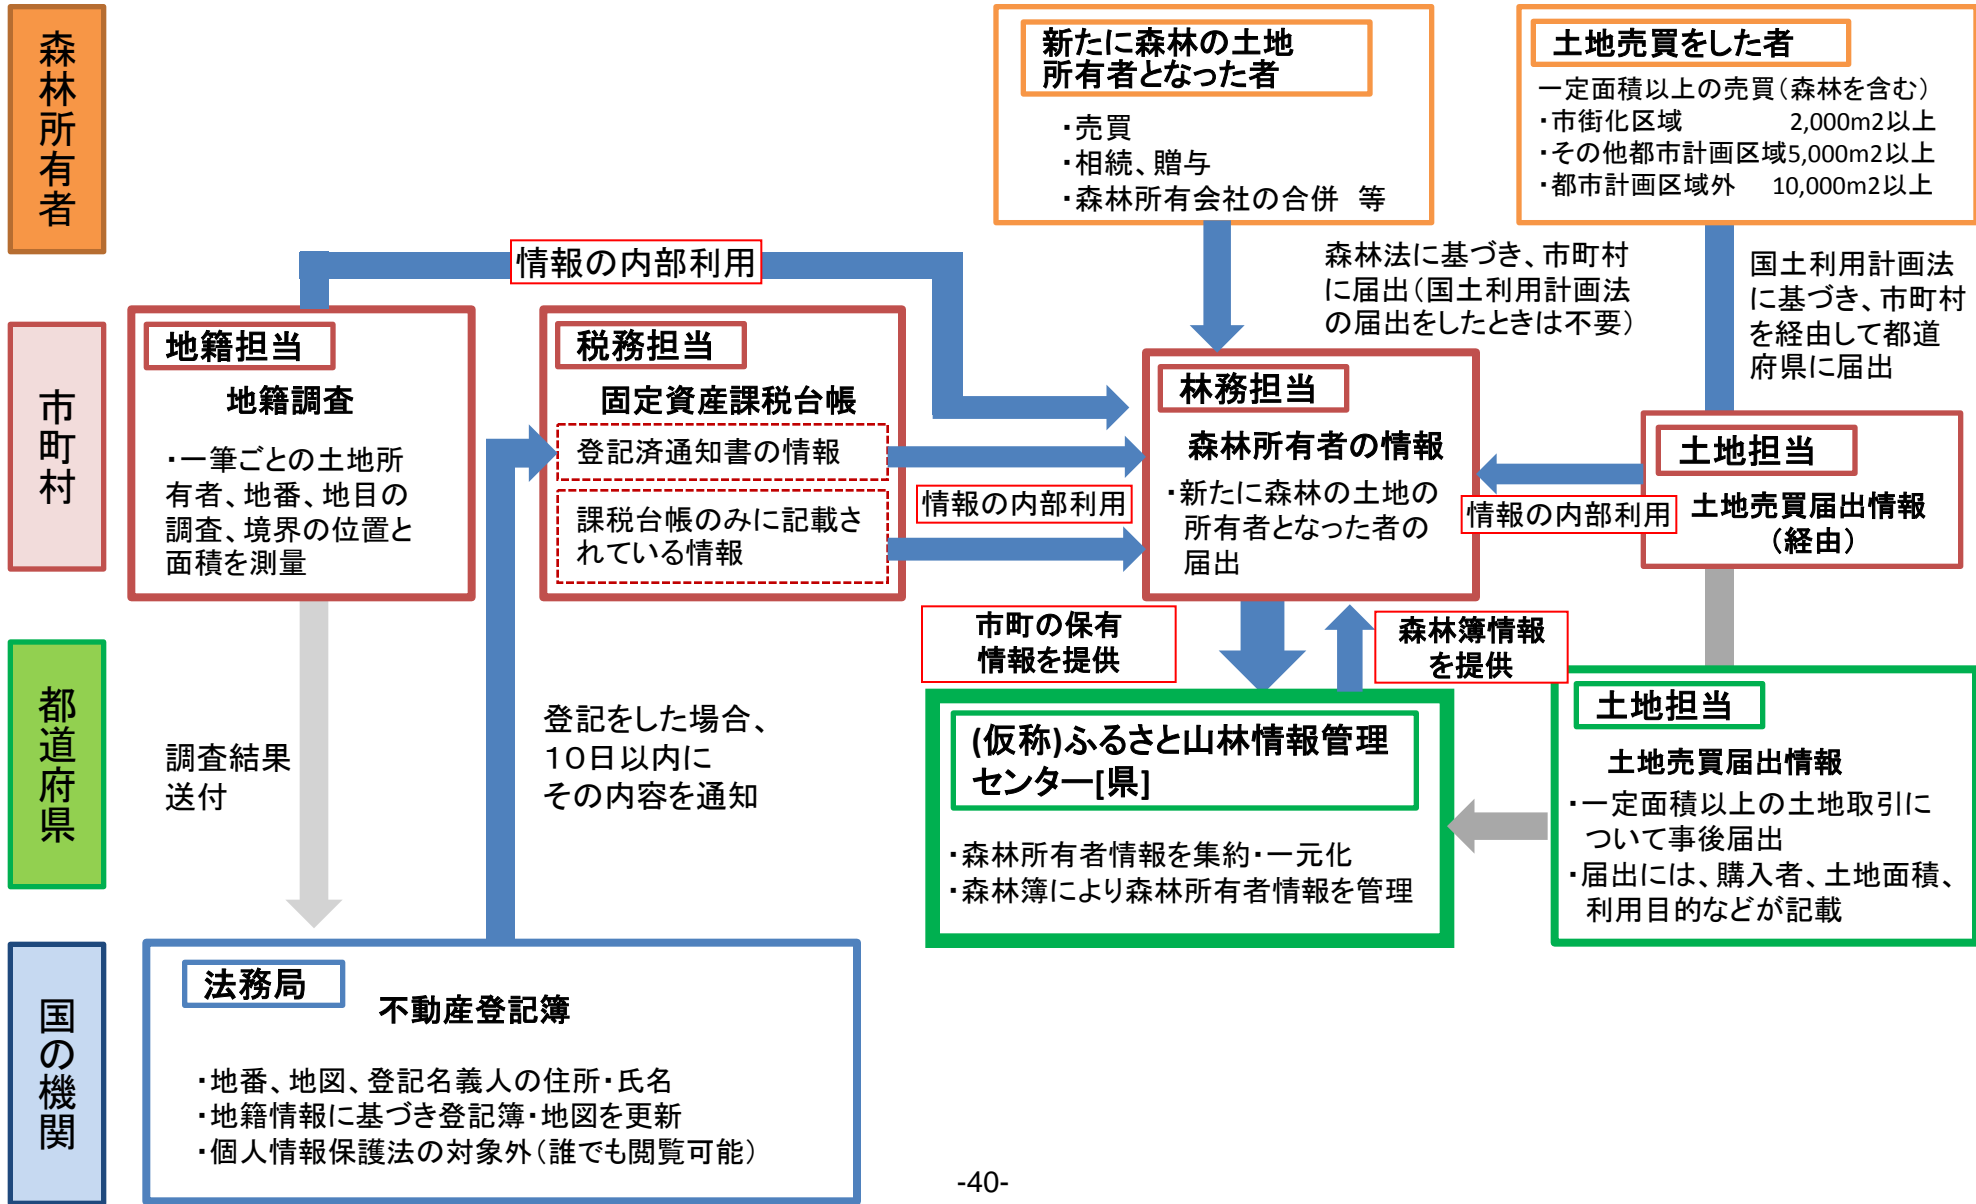 森林所有者
新たに森林の土地
所有者となった者
・売買
・相続、贈与
・森林所有会社の合併　等
土地売買をした者
一定面積以上の売買（森林を含む）
・市街化区域　2,000m2以上
・その他都市計画区域5,000m2以上
・都市計画区域外　10,000m2以上
情報の内部利用
森林法に基づき、市町村
に届出（国土利用計画法
の届出をしたときは不要）
国土利用計画法
に基づき、市町村
を経由して都道
府県に届出
市町村
地籍担当
地籍調査
・一筆ごとの土地所
有者、地番、地目の
調査、境界の位置と
面積を測量
税務担当
固定資産課税台帳
登記済通知書の情報
課税台帳のみに記載さ
れている情報
情報の内部利用
林務担当
森林所有者の情報
・新たに森林の土地の
所有者となった者の
届出
情報の内部利用
土地担当
土地売買届出情報
（経由）
市町の保有
情報を提供
森林簿情報
を提供
都道府県
調査結果
送付
登記をした場合、
１０日以内に
その内容を通知
(仮称)ふるさと山林情報管理
センター[県]
・森林所有者情報を集約・一元化
・森林簿により森林所有者情報を管理
土地担当
土地売買届出情報
・一定面積以上の土地取引に
ついて事後届出
・届出には、購入者、土地面積、
利用目的などが記載
国の機関
法務局
不動産登記簿
・地番、地図、登記名義人の住所・氏名
・地籍情報に基づき登記簿・地図を更新
・個人情報保護法の対象外（誰でも閲覧可能）
-40-